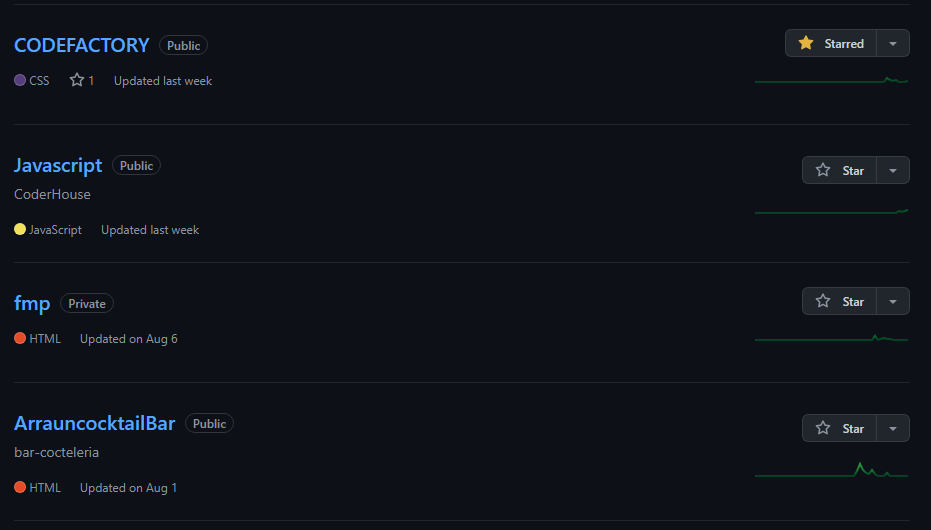 CODEFACTORY Public Starred
CSS 1 Updated last week
Javascript Public Star
CoderHouse
JavaScript Updated last week
fmp Private Star
HTML Updated on Aug 6
ArrauncocktailBar Public Star
bar-cocteleria
HTML Updated on Aug 1